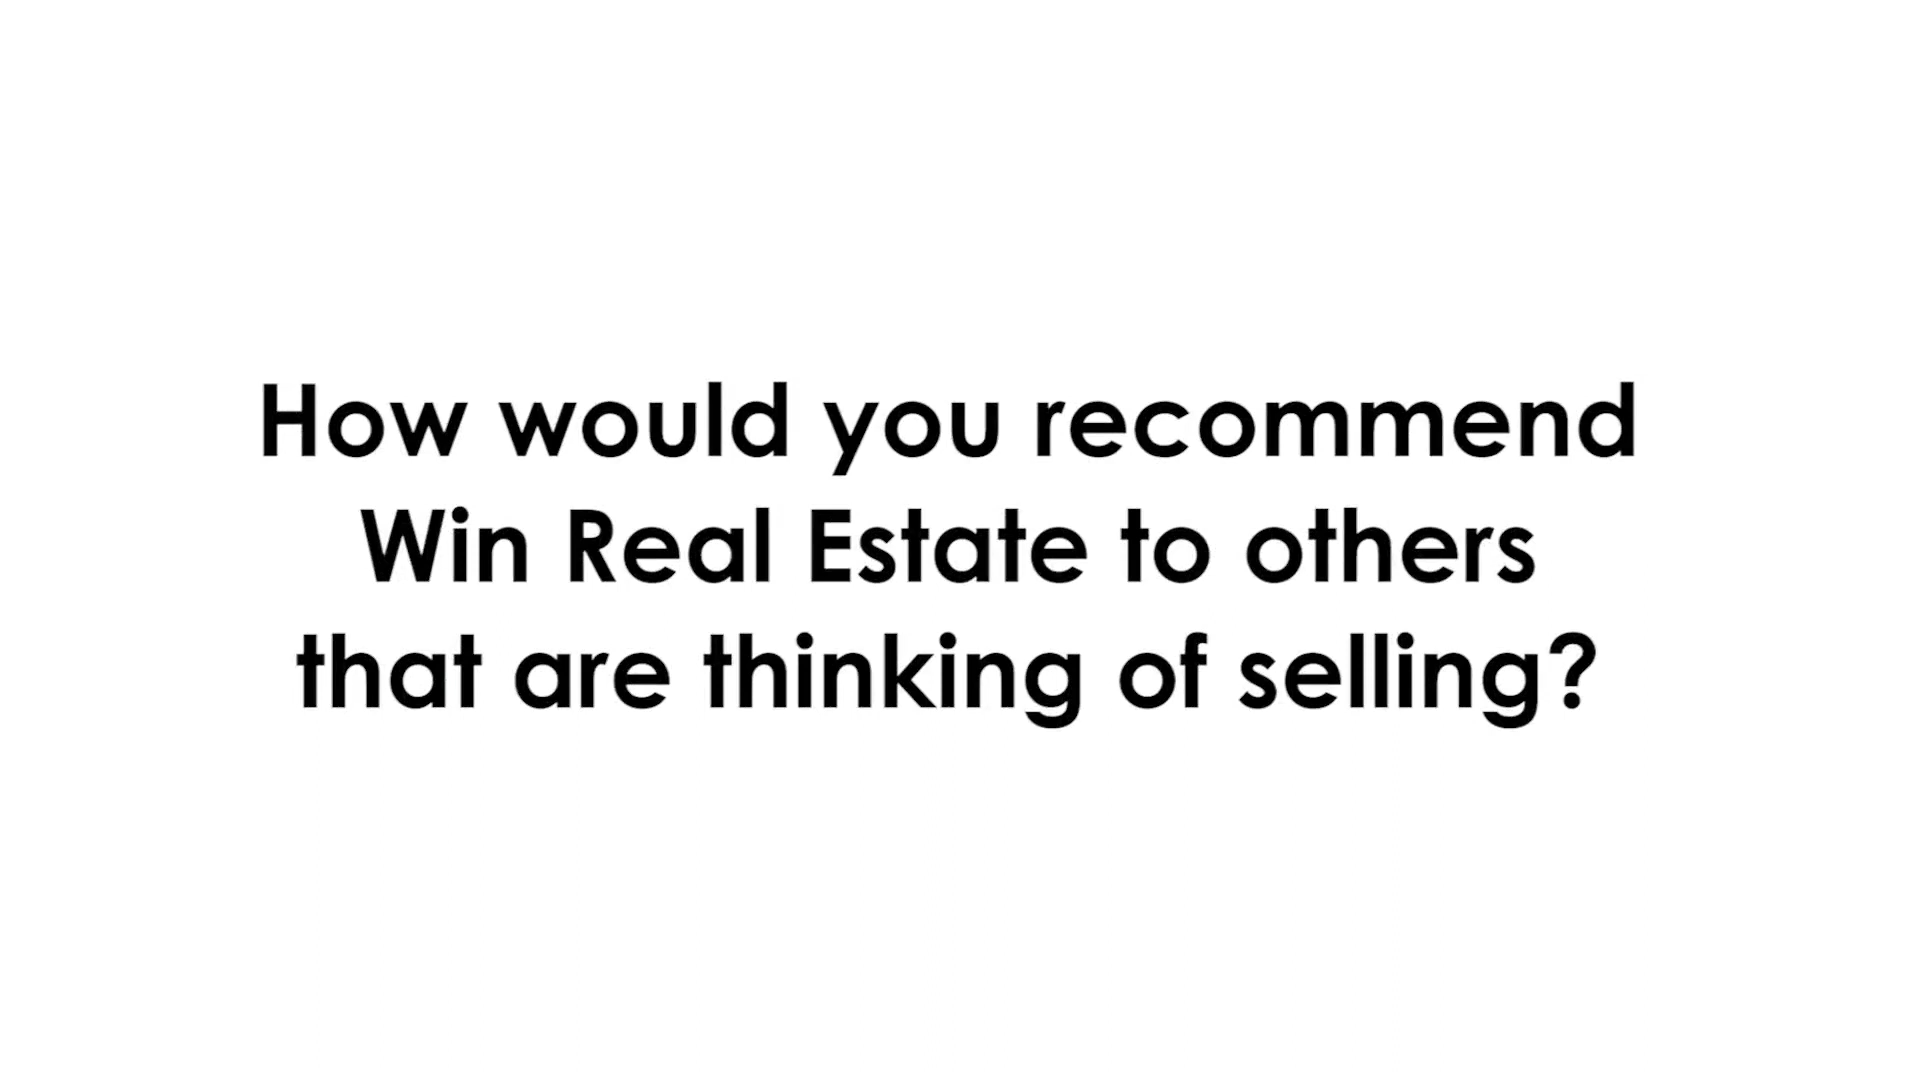 How would you recommend
Win Real Estate to others
that are thinking of selling?